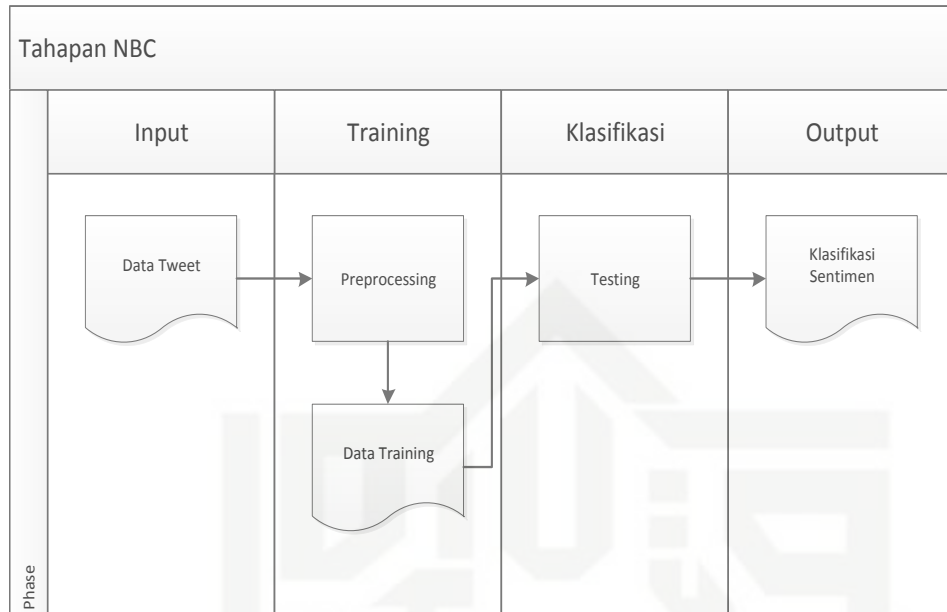 Tahapan NBC
Input
Training
Klasifikasi
Output
Data Tweet
Preprocessing
Data Training
Testing
Klasifikasi
Sentimen
Phase